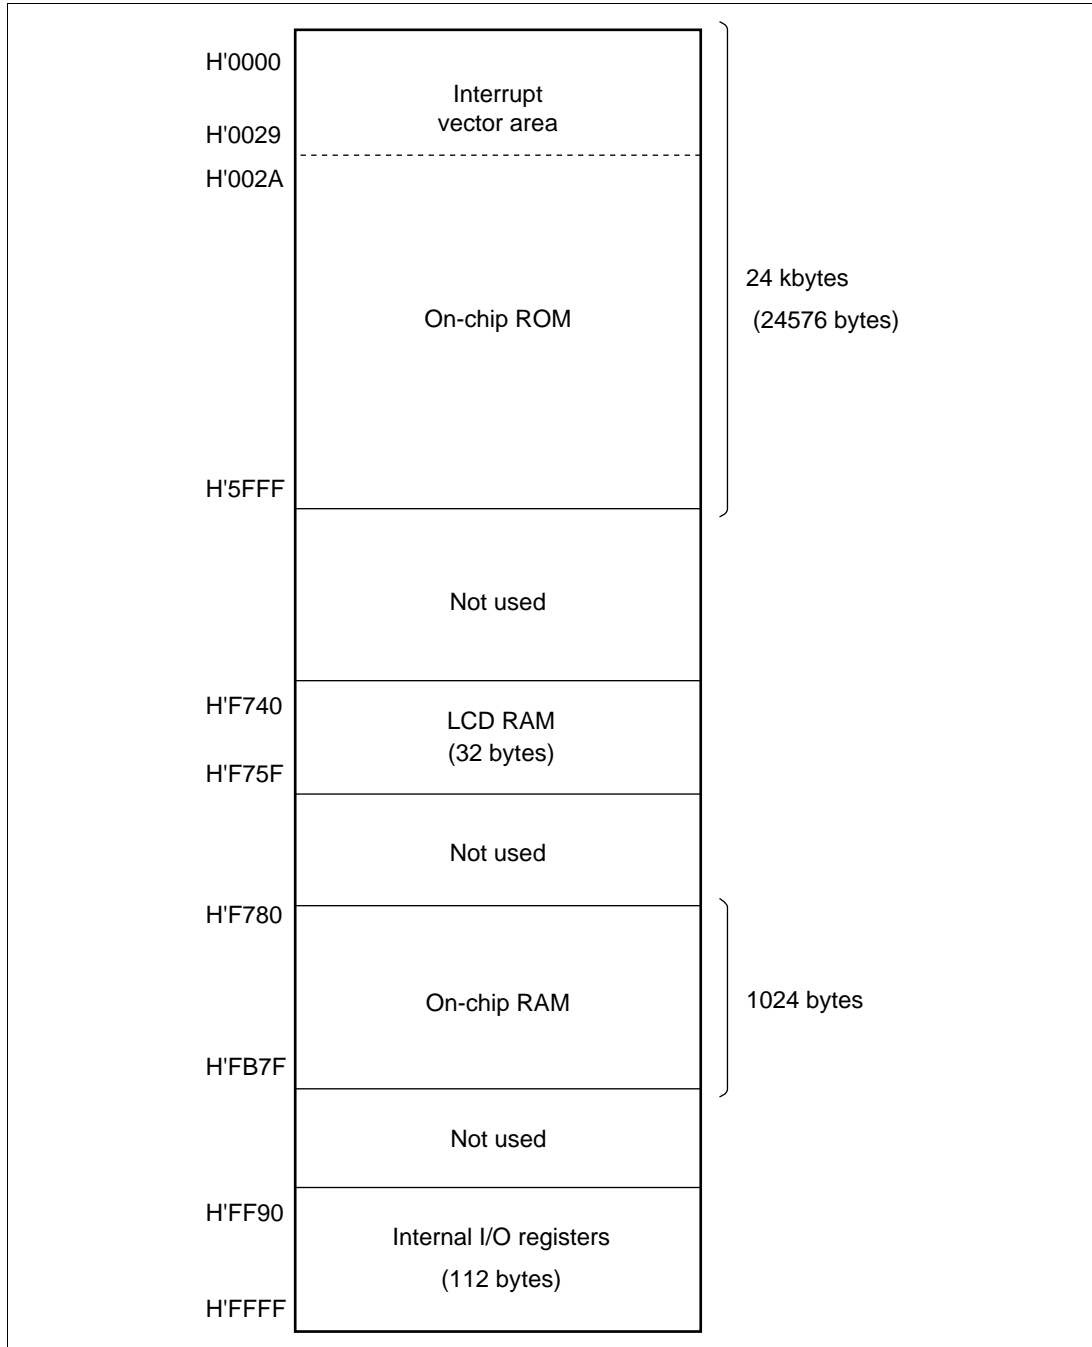 H'0000
Interrupt
vector area
H'0029
H'002A
24 kbytes
(24576 bytes)
On-chip ROM
H'5FFF
Not used
H'F740
LCD RAM
(32 bytes)
H'F75F
Not used
H'F780
On-chip RAM
1024 bytes
H'FB7F
Not used
H'FF90
Internal I/O registers
(112 bytes)
H'FFFF